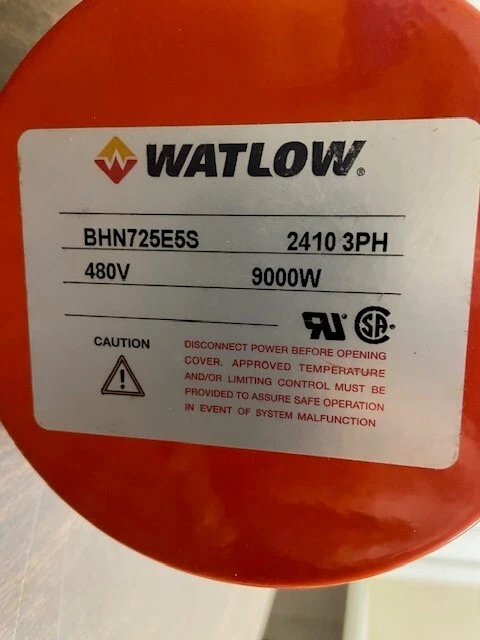 WATLOW®
BHN725E5S 2410 3PH
480V 9000W
CAUTION
DISCONNECT POWER BEFORE OPENING
COVER. APPROVED TEMPERATURE
AND/OR LIMITING CONTROL MUST BE
PROVIDED TO ASSURE SAFE OPERATION
IN EVENT OF SYSTEM MALFUNCTION